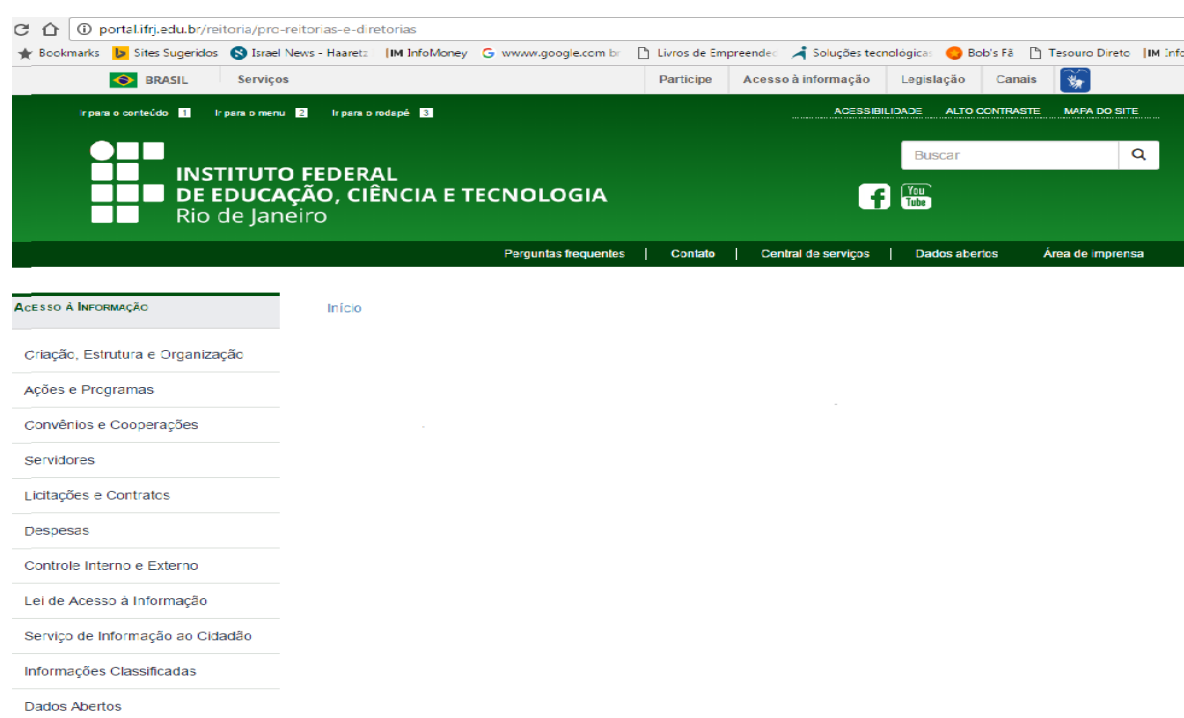 portal.ifrj.edu.br/reitoria/pro-reitorias-e-diretorias
Bookmarks Sites Sugeridos Israel News - Haaretz IM InfoMoney www.google.com.br Livros de Empreended Soluções tecnológicas Bob's Fã Tesouro Direto IM Info
BRASIL Serviços Participe Acesso à informação Legislação Canais
Ir para o conteúdo 1 Ir para o menu 2 Ir para o rodapé 3 ACESSIBILIDADE ALTO CONTRASTE MAPA DO SITE
Buscar
INSTITUTO FEDERAL
DE EDUCAÇÃO, CIÊNCIA E TECNOLOGIA
Rio de Janeiro
f You Tube
Perguntas frequentes | Contato | Central de serviços | Dados abertos Área de imprensa
ACESSO À INFORMAÇÃO
Início
Criação, Estrutura e Organização
Ações e Programas
Convênios e Cooperações
Servidores
Licitações e Contratos
Despesas
Controle Interno e Externo
Lei de Acesso à Informação
Serviço de Informação ao Cidadão
Informações Classificadas
Dados Abertos